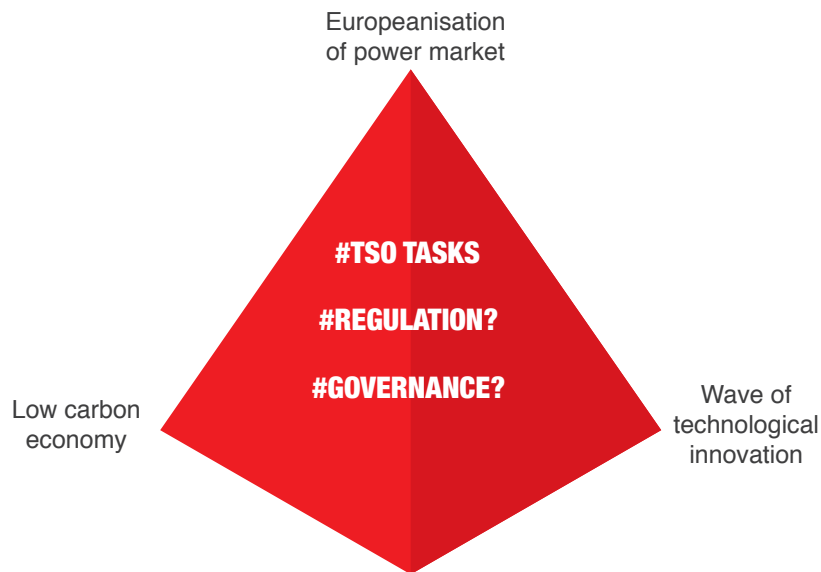 Europeanisation
of power market
#TSO TASKS
#REGULATION?
#GOVERNANCE?
Low carbon
economy
Wave of
technological
innovation